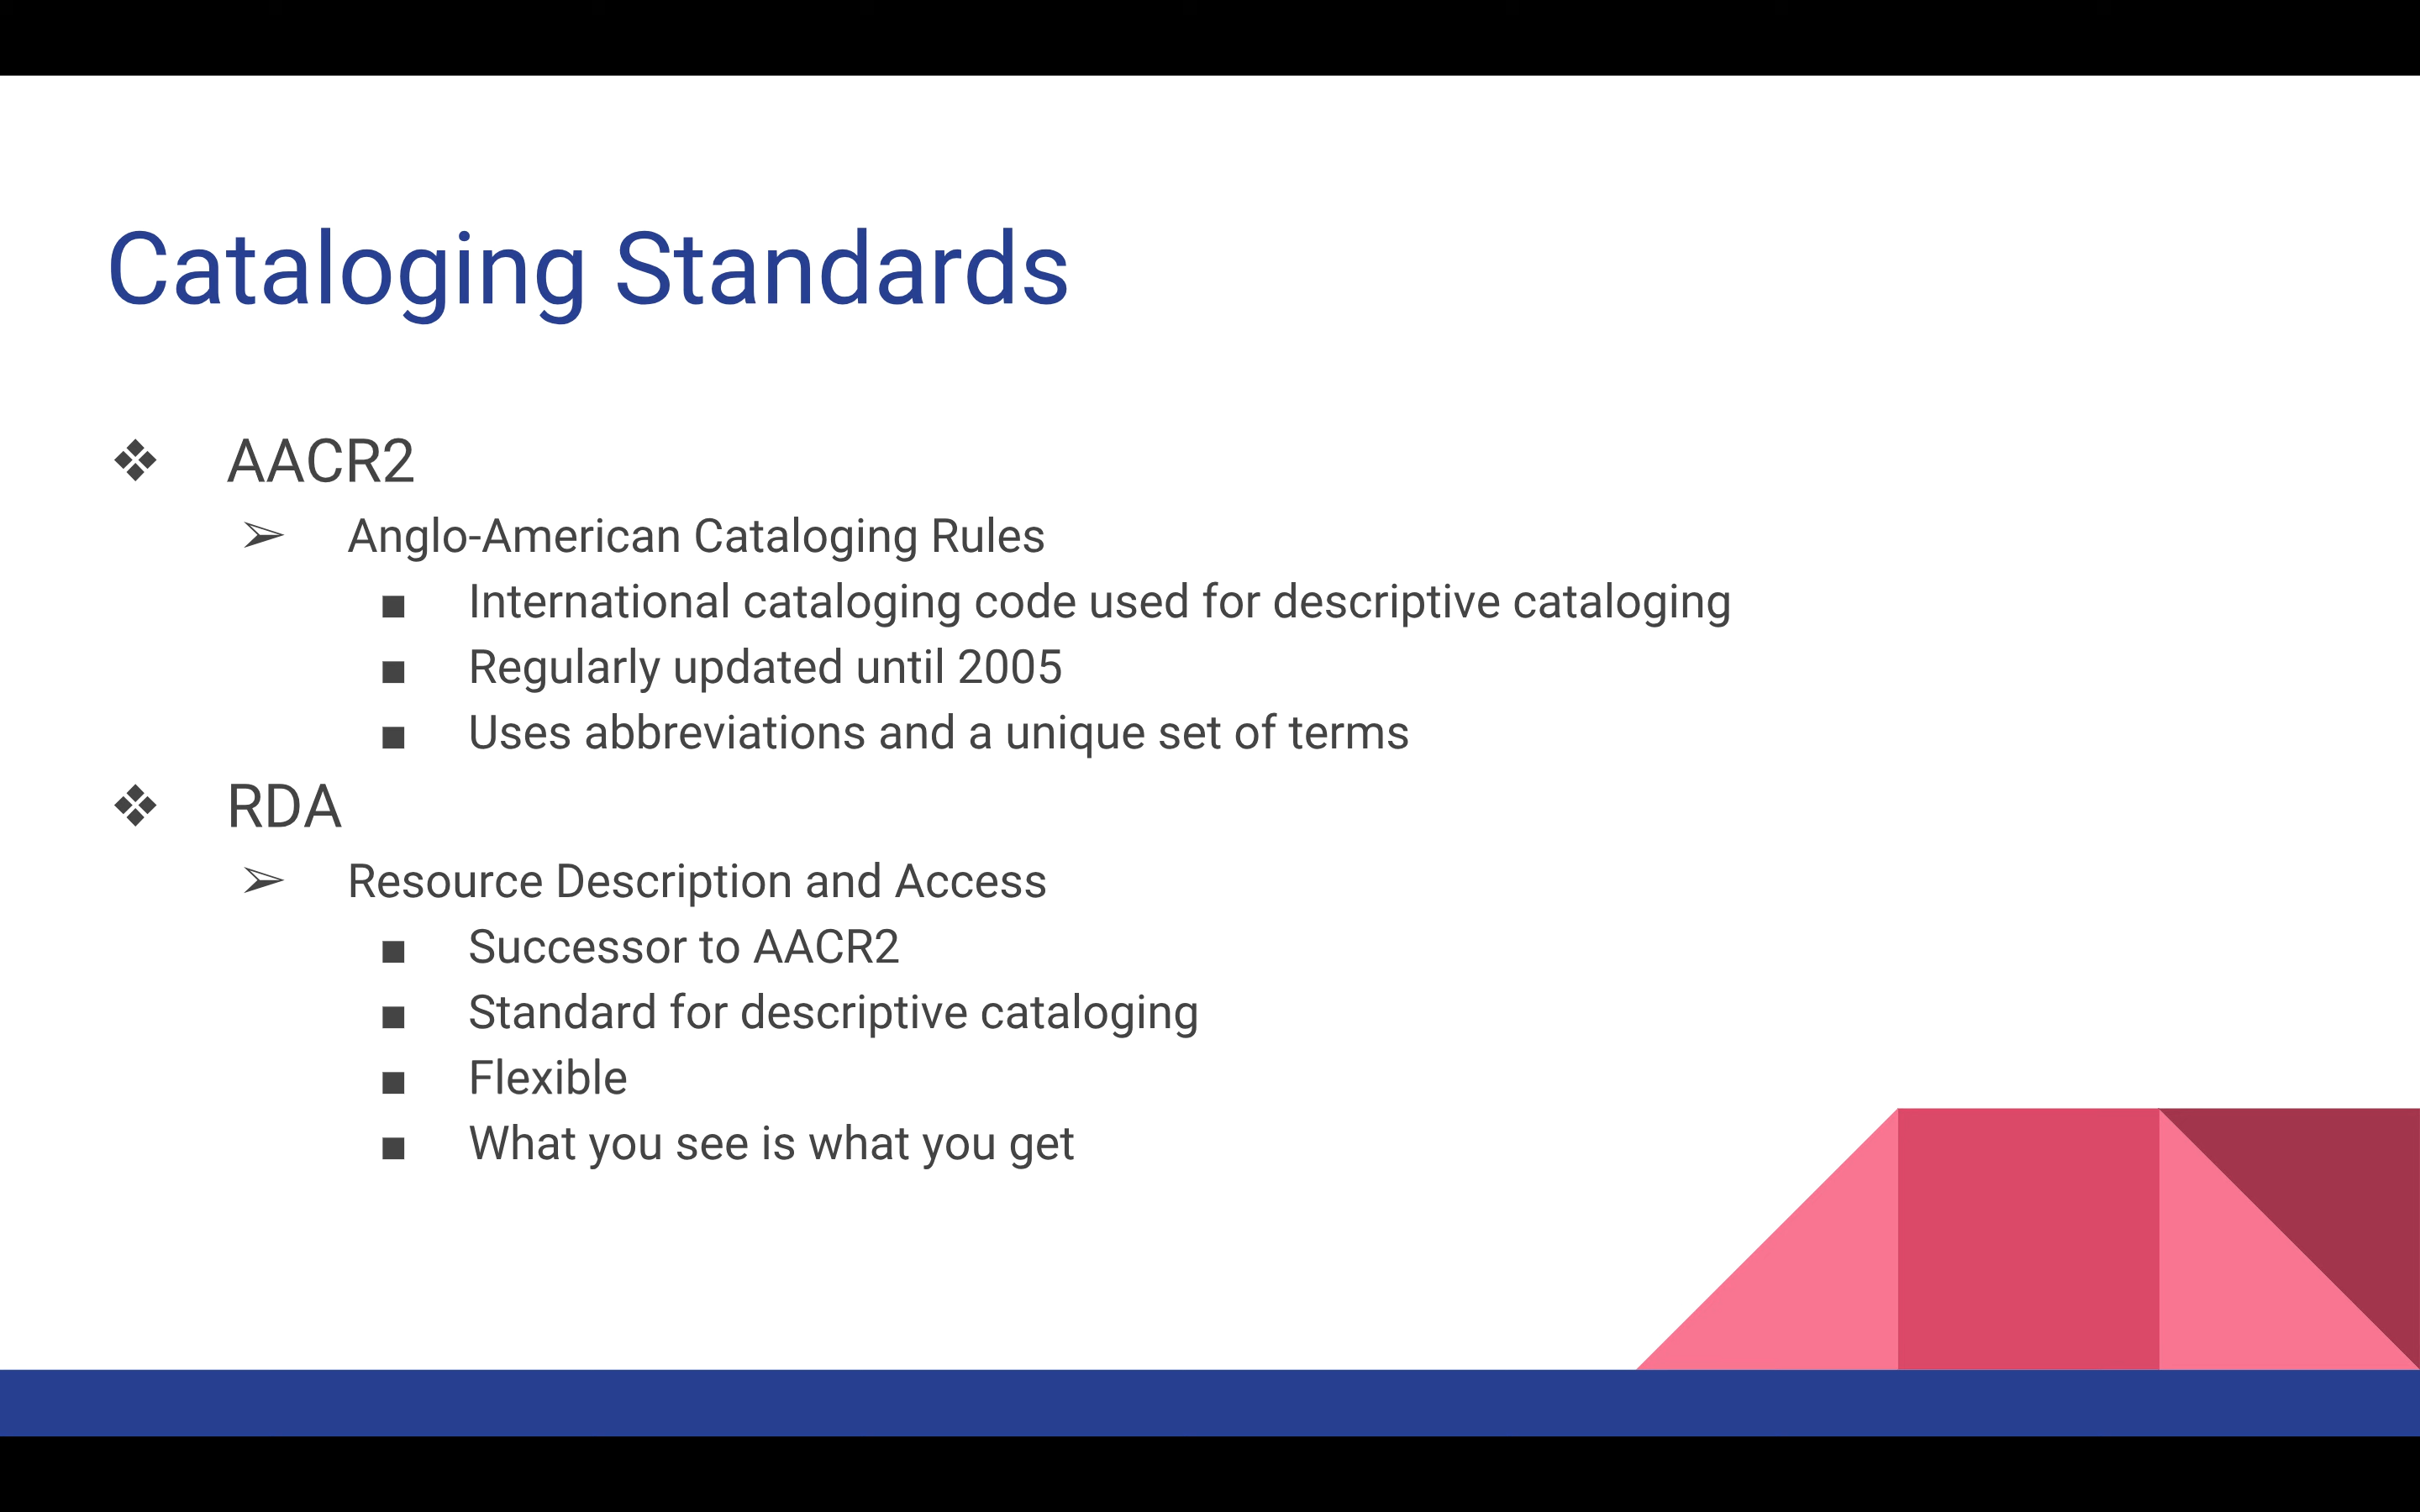 Cataloging Standards
❖ AACR2
➢ Anglo-American Cataloging Rules
■ International cataloging code used for descriptive cataloging
■ Regularly updated until 2005
■ Uses abbreviations and a unique set of terms
❖ RDA
➢ Resource Description and Access
■ Successor to AACR2
■ Standard for descriptive cataloging
■ Flexible
■ What you see is what you get